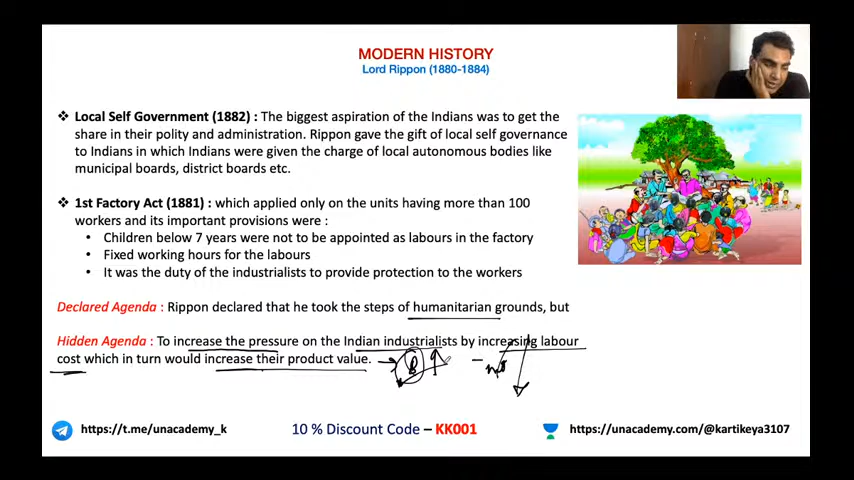 MODERN HISTORY
Lord Rippon (1880-1884)
❖ Local Self Government (1882) : The biggest aspiration of the Indians was to get the
share in their polity and administration. Rippon gave the gift of local self governance
to Indians in which Indians were given the charge of local autonomous bodies like
municipal boards, district boards etc.
❖ 1st Factory Act (1881) : which applied only on the units having more than 100
workers and its important provisions were :
• Children below 7 years were not to be appointed as labours in the factory
• Fixed working hours for the labours
• It was the duty of the industrialists to provide protection to the workers
Declared Agenda : Rippon declared that he took the steps of humanitarian grounds, but
Hidden Agenda : To increase the pressure on the Indian industrialists by increasing labour
cost which in turn would increase their product value.
https://t.me/unacademy_k
10 % Discount Code – KK001
https://unacademy.com/@kartikeya3107